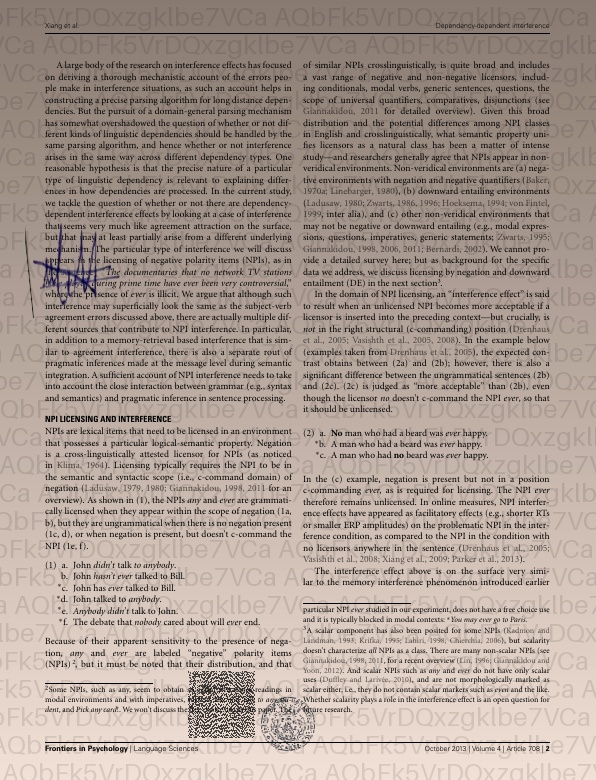 Xiang et al.
Dependency-dependent interference
A large body of the research on interference effects has focused
on deriving a thorough mechanistic account of the errors peo-
ple make in interference situations, as such an account helps in
constructing a precise parsing algorithm for long distance depen-
dencies. But the pursuit of a domain-general parsing mechanism
has somewhat overshadowed the question of whether or not dif-
ferent kinds of linguistic dependencies should be handled by the
same parsing algorithm, and hence whether or not interference
arises in the same way across different dependency types. One
reasonable hypothesis is that the precise nature of a particular
type of linguistic dependency is relevant to explaining differ-
ences in how dependencies are processed. In the current study,
we tackle the question of whether or not there are dependency-
dependent interference effects by looking at a case of interference
that seems very much like agreement attraction on the surface,
but that may at least partially arise from a different underlying
mechanism. The particular type of interference we will discuss
appears in the licensing of negative polarity items (NPIs), as in
The documentaries that no network TV stations
during prime time have ever been very controversial,"
where the presence of ever is illicit. We argue that although such
interference may superficially look the same as the subject-verb
agreement errors discussed above, there are actually multiple dif-
ferent sources that contribute to NPI interference. In particular,
in addition to a memory-retrieval based interference that is sim-
ilar to agreement interference, there is also a separate rout of
pragmatic inferences made at the message level during semantic
integration. A sufficient account of NPI interference needs to take
into account the close interaction between grammar (e.g., syntax
and semantics) and pragmatic inference in sentence processing.
NPI LICENSING AND INTERFERENCE
NPIs are lexical items that need to be licensed in an environment
that possesses a particular logical-semantic property. Negation
is a cross-linguistically attested licensor for NPIs (as noticed
in Klima, 1964). Licensing typically requires the NPI to be in
the semantic and syntactic scope (i.e., c-command domain) of
negation (Ladusaw, 1979, 1980; Giannakidou, 1998, 2011 for an
overview). As shown in (1), the NPIs any and ever are grammati-
cally licensed when they appear within the scope of negation (1a,
b), but they are ungrammatical when there is no negation present
(1c, d), or when negation is present, but doesn't c-command the
NPI (1e, f).
(1) a. John didn't talk to anybody.
b. John hasn't ever talked to Bill.
*c. John has ever talked to Bill.
*d. John talked to anybody.
*e. Anybody didn't talk to John.
*f. The debate that nobody cared about will ever end.
Because of their apparent sensitivity to the presence of nega-
tion, any and ever are labeled "negative" polarity items
(NPIs) 2, but it must be noted that their distribution, and that
2Some NPIs, such as any, seem to obtain readings in
modal environments and with imperatives, to any
dent, and Pick any card!. We won't discuss the paper. The
of similar NPIs crosslinguistically, is quite broad and includes
a vast range of negative and non-negative licensors, includ-
ing conditionals, modal verbs, generic sentences, questions, the
scope of universal quantifiers, comparatives, disjunctions (see
Giannakidou, 2011 for detailed overview). Given this broad
distribution and the potential differences among NPI classes
in English and crosslinguistically, what semantic property uni-
fies licensors as a natural class has been a matter of intense
study—and researchers generally agree that NPIs appear in non-
veridical environments. Non-veridical environments are (a) nega-
tive environments with negation and negative quantifiers (Baker,
1970a; Linebarger, 1980), (b) downward entailing environments
(Ladusaw, 1980; Zwarts, 1986, 1996; Hoeksema, 1994; von Fintel,
1999, inter alia), and (c) other non-veridical environments that
may not be negative or downward entailing (e.g., modal expres-
sions, questions, imperatives, generic statements; Zwarts, 1995;
Giannakidou, 1998, 2006, 2011; Bernardi, 2002). We cannot pro-
vide a detailed survey here; but as background for the specific
data we address, we discuss licensing by negation and downward
entailment (DE) in the next section3.
In the domain of NPI licensing, an "interference effect" is said
to result when an unlicensed NPI becomes more acceptable if a
licensor is inserted into the preceding context—but crucially, is
not in the right structural (c-commanding) position (Drenhaus
et al., 2005; Vasishth et al., 2005, 2008). In the example below
(examples taken from Drenhaus et al., 2005), the expected con-
trast obtains between (2a) and (2b); however, there is also a
significant difference between the ungrammatical sentences (2b)
and (2c). (2c) is judged as "more acceptable" than (2b), even
though the licensor no doesn't c-command the NPI ever, so that
it should be unlicensed.
(2) a. No man who had a beard was ever happy.
*b. A man who had a beard was ever happy.
*c. A man who had no beard was ever happy.
In the (c) example, negation is present but not in a position
c-commanding ever, as is required for licensing. The NPI ever
therefore remains unlicensed. In online measures, NPI interfer-
ence effects have appeared as facilitatory effects (e.g., shorter RTs
or smaller ERP amplitudes) on the problematic NPI in the inter-
ference condition, as compared to the NPI in the condition with
no licensors anywhere in the sentence (Drenhaus et al., 2005;
Vasishth et al., 2008; Xiang et al., 2009; Parker et al., 2013).
The interference effect above is on the surface very simi-
lar to the memory interference phenomenon introduced earlier
particular NPI ever studied in our experiment, does not have a free choice use
and it is typically blocked in modal contexts: *You may ever go to Paris.
3A scalar component has also been posited for some NPIs (Kadmon and
Landman, 1993; Krifka, 1995; Lahiri, 1998; Chierchia, 2006), but scalarity
doesn't characterize all NPIs as a class. There are many non-scalar NPIs (see
Giannakidou, 1998, 2011, for a recent overview (Lin, 1996; Giannakidou and
Yoon, 2012). And scalar NPIs such as any and ever do not have only scalar
uses (Duffley and Larivée, 2010), and are not morphologically marked as
scalar either, i.e., they do not contain scalar markers such as even and the like.
Whether scalarity plays a role in the interference effect is an open question for
future research.
Frontiers in Psychology | Language Sciences
October 2013 | Volume 4 | Article 708 | 2